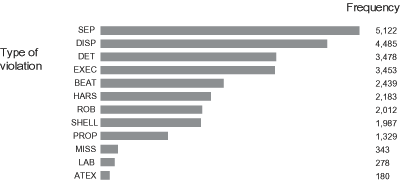 Frequency
Type of
violation
SEP 5,122
DISP 4,485
DET 3,478
EXEC 3,453
BEAT 2,439
HARS 2,183
ROB 2,012
SHELL 1,987
PROP 1,329
MISS 343
LAB 278
ATEX 180